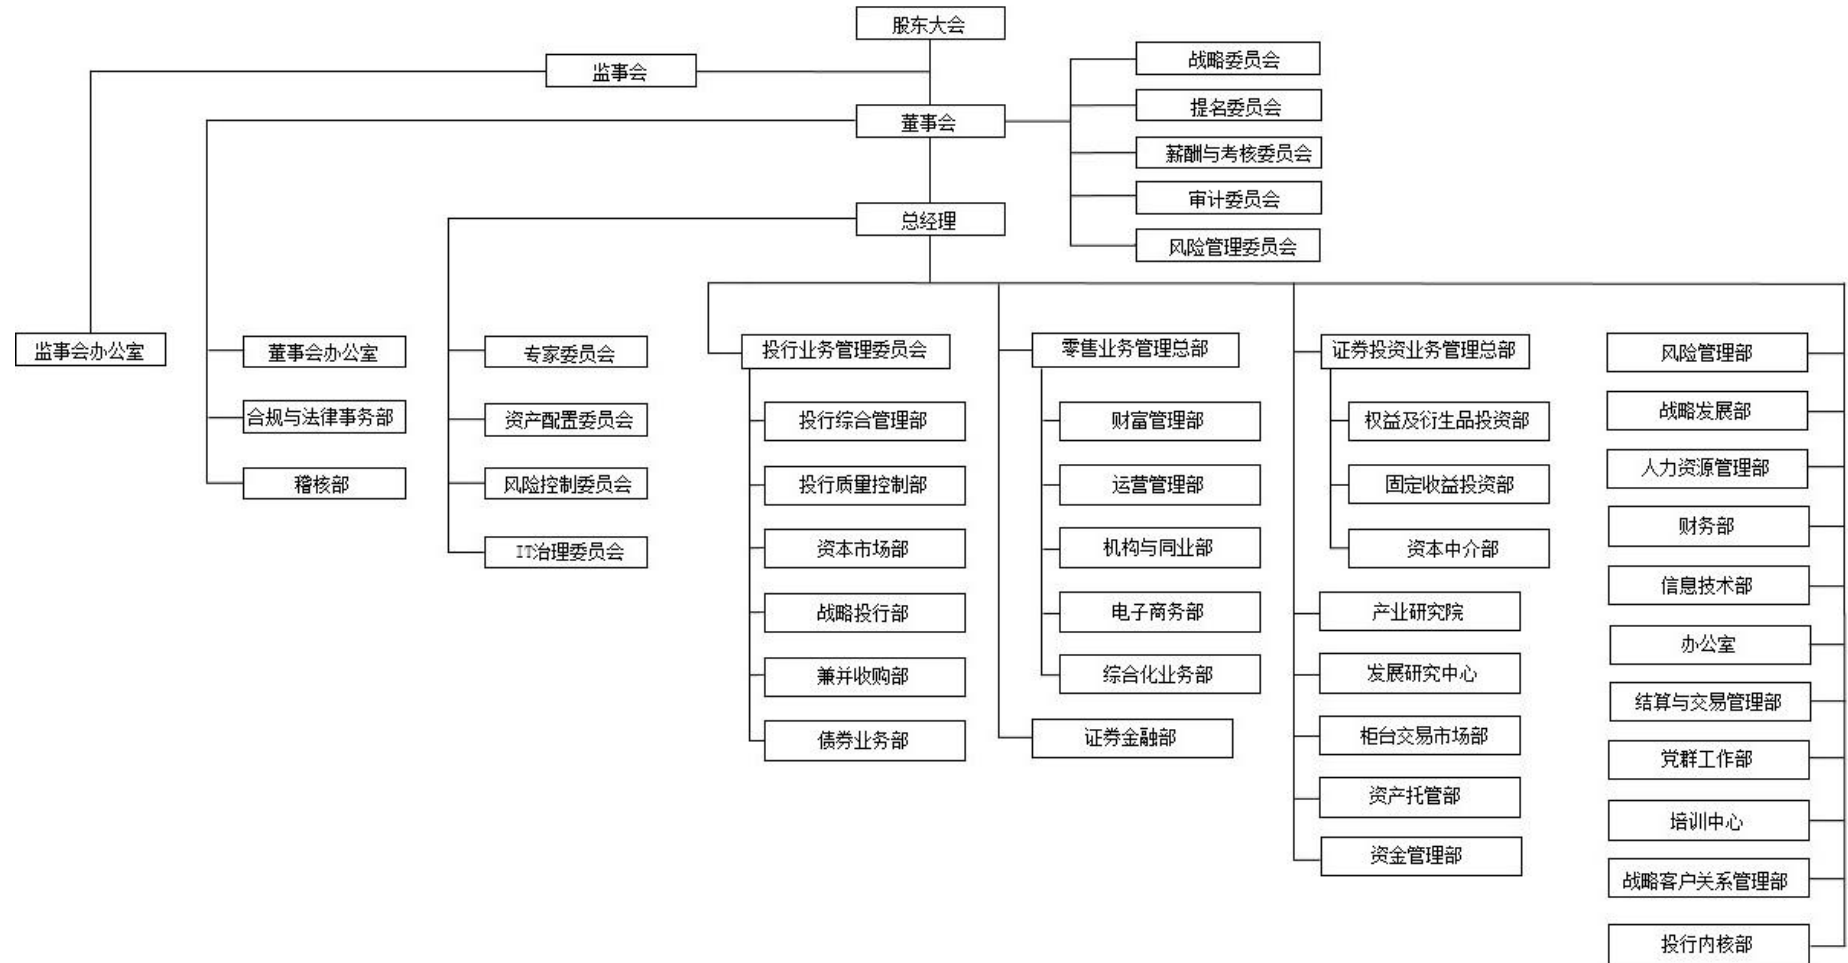 股东大会
监事会
董事会
总经理
战略委员会
提名委员会
薪酬与考核委员会
审计委员会
风险管理委员会
监事会办公室
董事会办公室
合规与法律事务部
稽核部
专家委员会
资产配置委员会
风险控制委员会
IT治理委员会
投行业务管理委员会
投行综合管理部
投行质量控制部
资本市场部
战略投行部
兼并收购部
债券业务部
零售业务管理总部
财富管理部
运营管理部
机构与同业部
电子商务部
综合化业务部
证券金融部
证券投资业务管理总部
权益及衍生品投资部
固定收益投资部
资本中介部
产业研究院
发展研究中心
柜台交易市场部
资产托管部
资金管理部
风险管理部
战略发展部
人力资源管理部
财务部
信息技术部
办公室
结算与交易管理部
党群工作部
培训中心
战略客户关系管理部
投行内核部